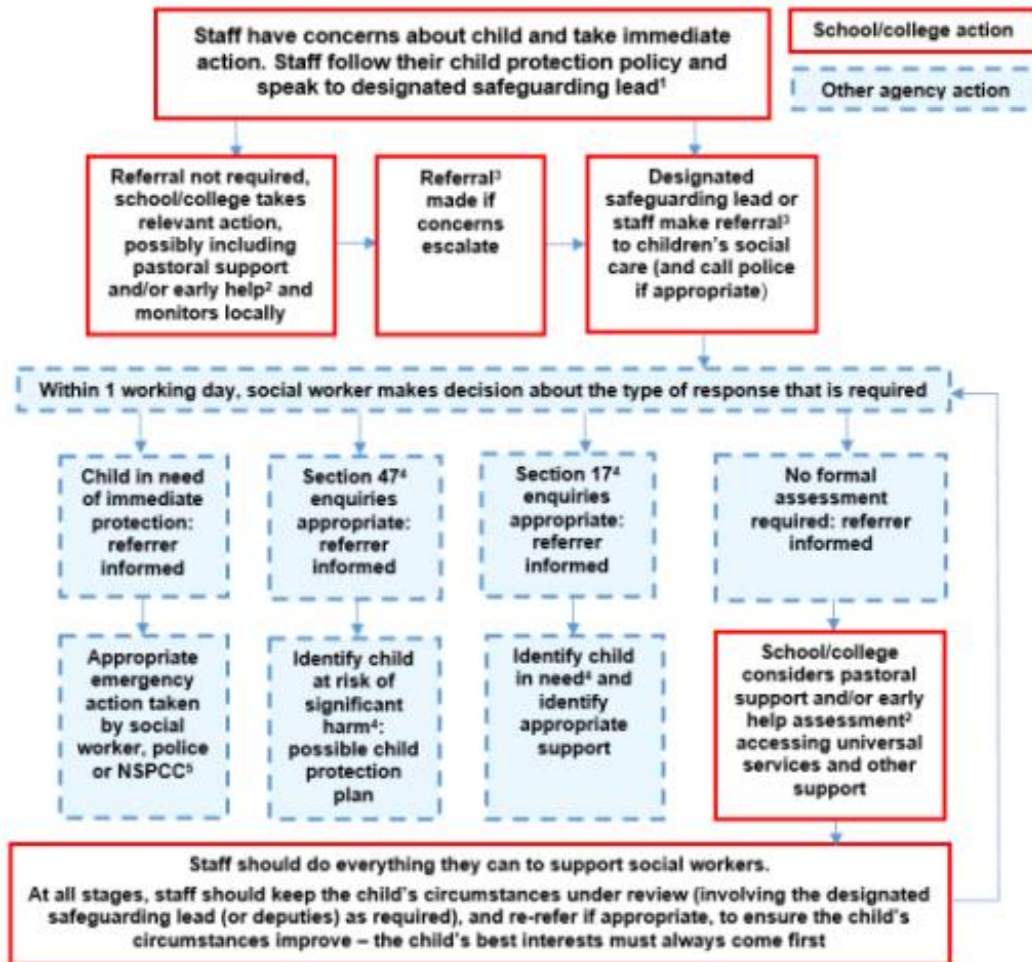 Staff have concerns about child and take immediate
action. Staff follow their child protection policy and
speak to designated safeguarding lead¹
School/college action
Other agency action
Referral not required,
school/college takes
relevant action,
possibly including
pastoral support
and/or early help² and
monitors locally
Referral³
made if
concerns
escalate
Designated
safeguarding lead or
staff make referral³
to children's social
care (and call police
if appropriate)
Within 1 working day, social worker makes decision about the type of response that is required
Child in need
of immediate
protection:
referrer
informed
Section 47⁴
enquiries
appropriate:
referrer
informed
Section 17⁴
enquiries
appropriate:
referrer
informed
No formal
assessment
required: referrer
informed
Appropriate
emergency
action taken
by social
worker, police
or NSPCC⁵
Identify child
at risk of
significant
harm⁴:
possible child
protection
plan
Identify child
in need⁴ and
identify
appropriate
support
School/college
considers pastoral
support and/or early
help assessment²
accessing universal
services and other
support
Staff should do everything they can to support social workers.
At all stages, staff should keep the child's circumstances under review (involving the designated
safeguarding lead (or deputies) as required), and re-refer if appropriate, to ensure the child's
circumstances improve – the child's best interests must always come first